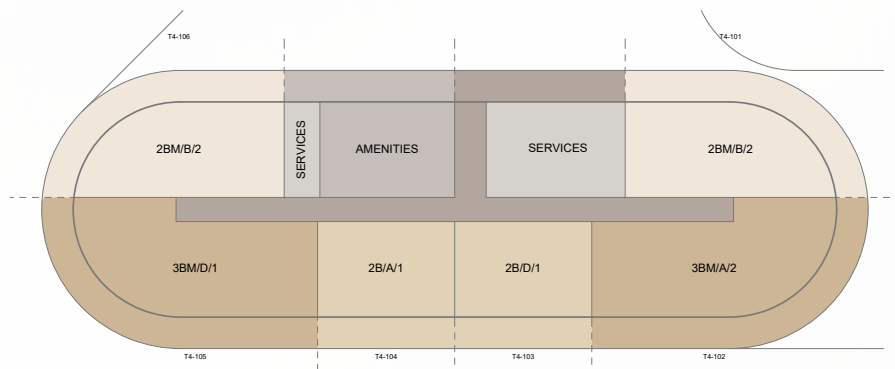 T4-106
T4-101
2BM/B/2
SERVICES
AMENITIES
SERVICES
2BM/B/2
3BM/D/1
2B/A/1
2B/D/1
3BM/A/2
T4-105
T4-104
T4-103
T4-102